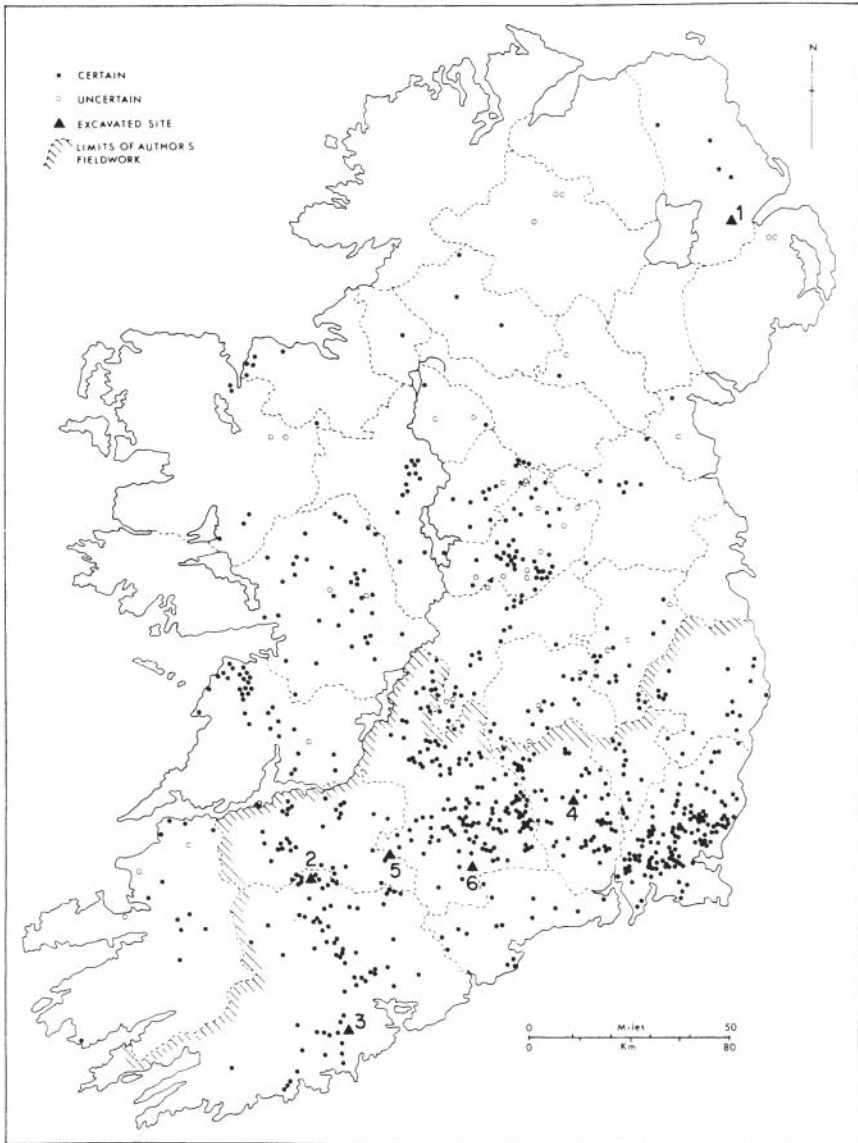 N
CERTAIN
UNCERTAIN
EXCAVATED SITE
LIMITS OF AUTHORS
FIELDWORK
1
2
5
4
6
3
0 Miles 50
0 Km 80